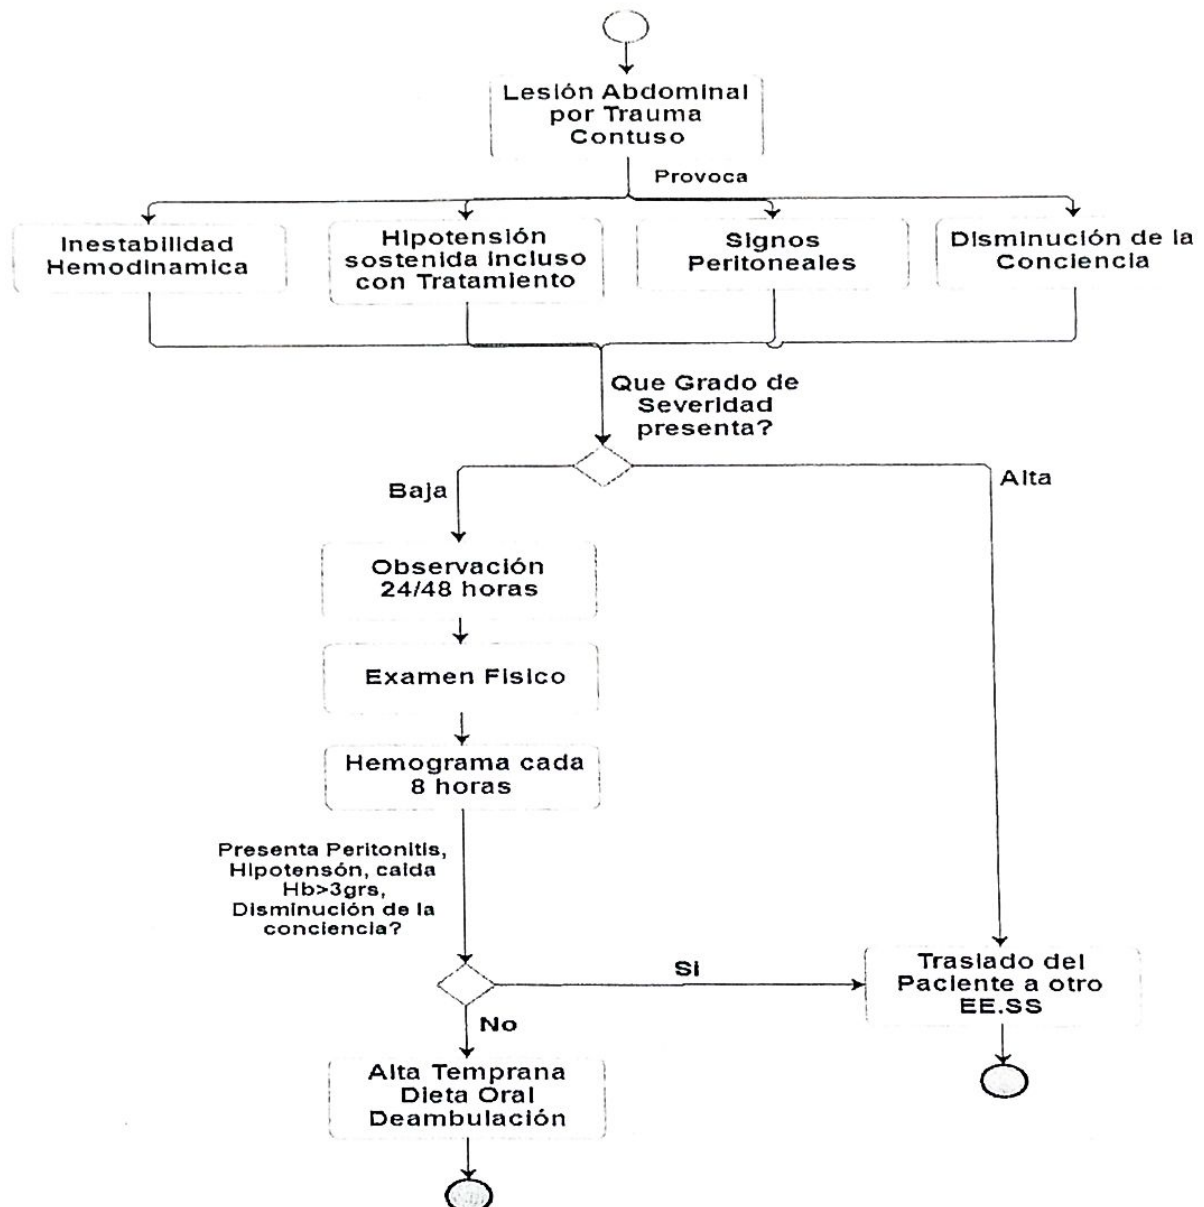 Lesión Abdominal
por Trauma
Contuso
Provoca
Inestabilidad
Hemodinamica
Hipotensión
sostenida incluso
con Tratamiento
Signos
Peritoneales
Disminución de la
Conciencia
Que Grado de
Severidad
presenta?
Baja
Alta
Observación
24/48 horas
Examen Fisico
Hemograma cada
8 horas
Presenta Peritonitis,
Hipotensón, caida
Hb>3grs,
Disminución de la
conciencia?
Si
Traslado del
Paciente a otro
EE.SS
No
Alta Temprana
Dieta Oral
Deambulación